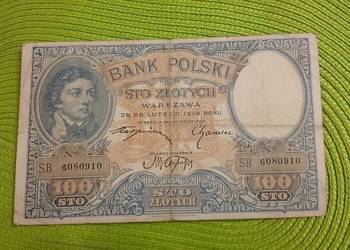 BANK POLSKI
STO ZŁOTYCH
WARSZAWA
DN. 28 LUTEGO 1919 ROKU
SB 6080910
SB 6080910
100 100
STO STO
STO
ZŁOTYCH